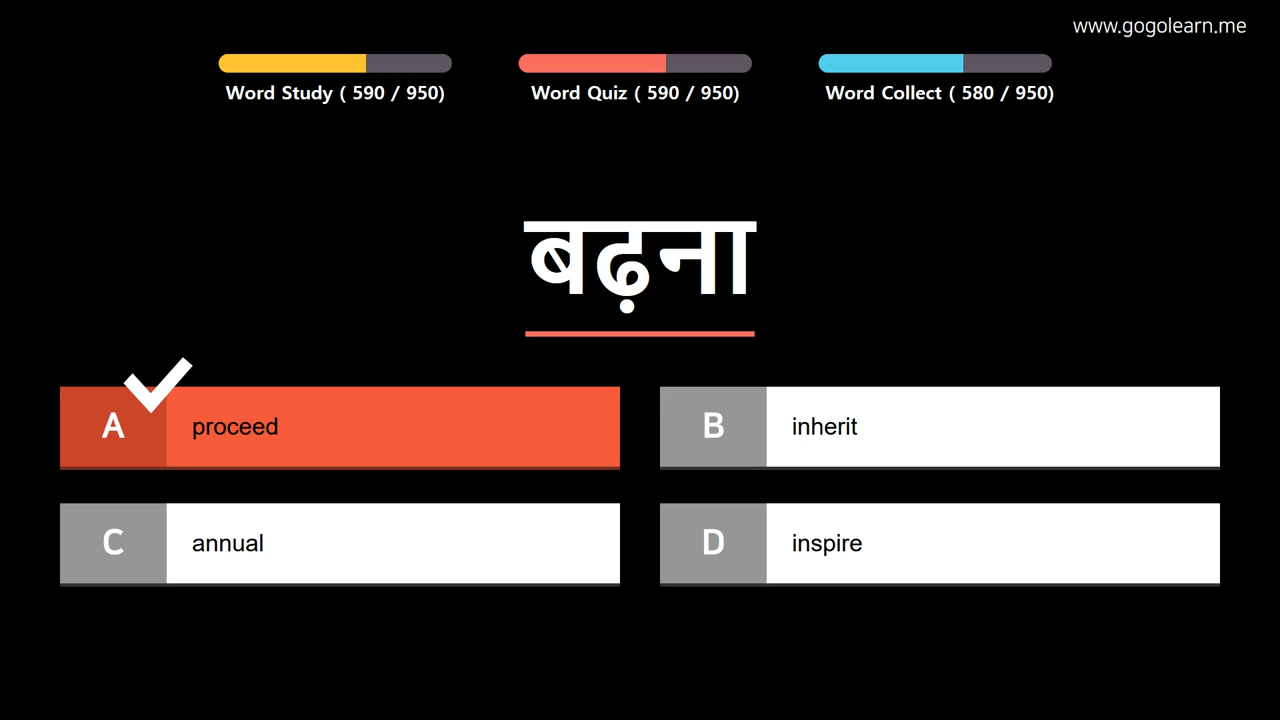 www.gogolearn.me
Word Study ( 590 / 950)
Word Quiz ( 590 / 950)
Word Collect ( 580 / 950)
बढ़ना
A proceed
B inherit
C annual
D inspire